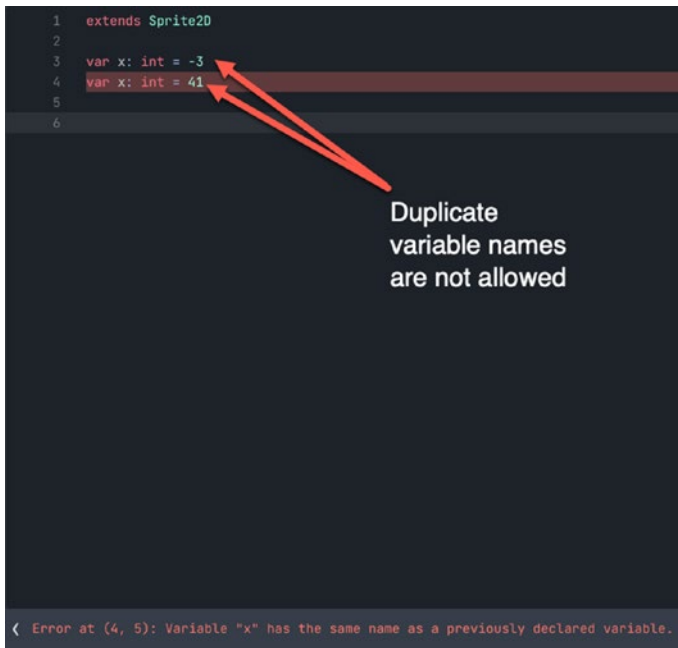 1 extends Sprite2D
2
3 var x: int = -3
4 var x: int = 41
5
6
Duplicate
variable names
are not allowed
❮ Error at (4, 5): Variable "x" has the same name as a previously declared variable.